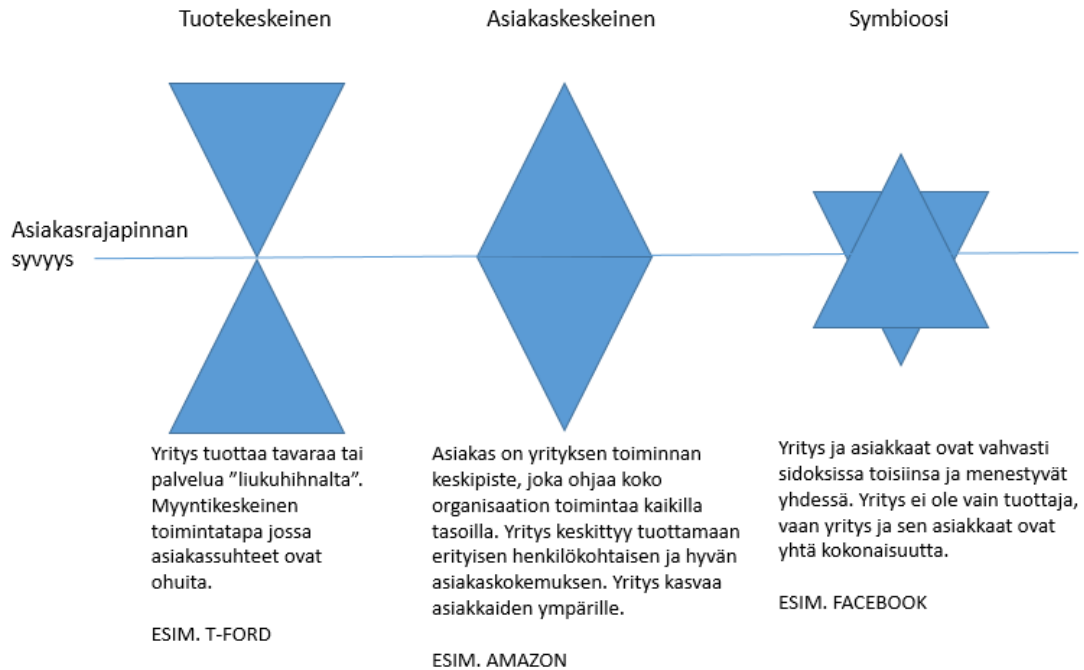 Tuotekeskeinen
Asiakaskeskeinen
Symbioosi
Asiakasrajapinnan
syvyys
Yritys tuottaa tavaraa tai
palvelua ”liukuhihnalta”.
Myyntikeskeinen
toimintatapa jossa
asiakassuhteet ovat
ohuita.
ESIM. T-FORD
Asiakas on yrityksen toiminnan
keskipiste, joka ohjaa koko
organisaation toimintaa kaikilla
tasoilla. Yritys keskittyy tuottamaan
erityisen henkilökohtaisen ja hyvän
asiakaskokemuksen. Yritys kasvaa
asiakkaiden ympärille.
ESIM. AMAZON
Yritys ja asiakkaat ovat vahvasti
sidoksissa toisiinsa ja menestyvät
yhdessä. Yritys ei ole vain tuottaja,
vaan yritys ja sen asiakkaat ovat
yhtä kokonaisuutta.
ESIM. FACEBOOK